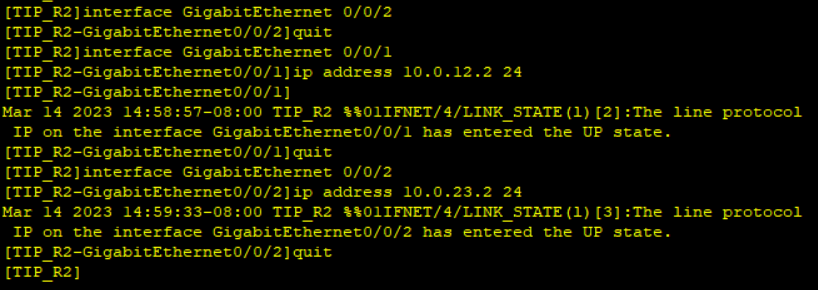 [TIP_R2]interface GigabitEthernet 0/0/2
[TIP_R2-GigabitEthernet0/0/2]quit
[TIP_R2]interface GigabitEthernet 0/0/1
[TIP_R2-GigabitEthernet0/0/1]ip address 10.0.12.2 24
[TIP_R2-GigabitEthernet0/0/1]
Mar 14 2023 14:58:57-08:00 TIP_R2 %%01IFNET/4/LINK_STATE(l)[2]:The line protocol
 IP on the interface GigabitEthernet0/0/1 has entered the UP state.
[TIP_R2-GigabitEthernet0/0/1]quit
[TIP_R2]interface GigabitEthernet 0/0/2
[TIP_R2-GigabitEthernet0/0/2]ip address 10.0.23.2 24
Mar 14 2023 14:59:33-08:00 TIP_R2 %%01IFNET/4/LINK_STATE(l)[3]:The line protocol
 IP on the interface GigabitEthernet0/0/2 has entered the UP state.
[TIP_R2-GigabitEthernet0/0/2]quit
[TIP_R2]